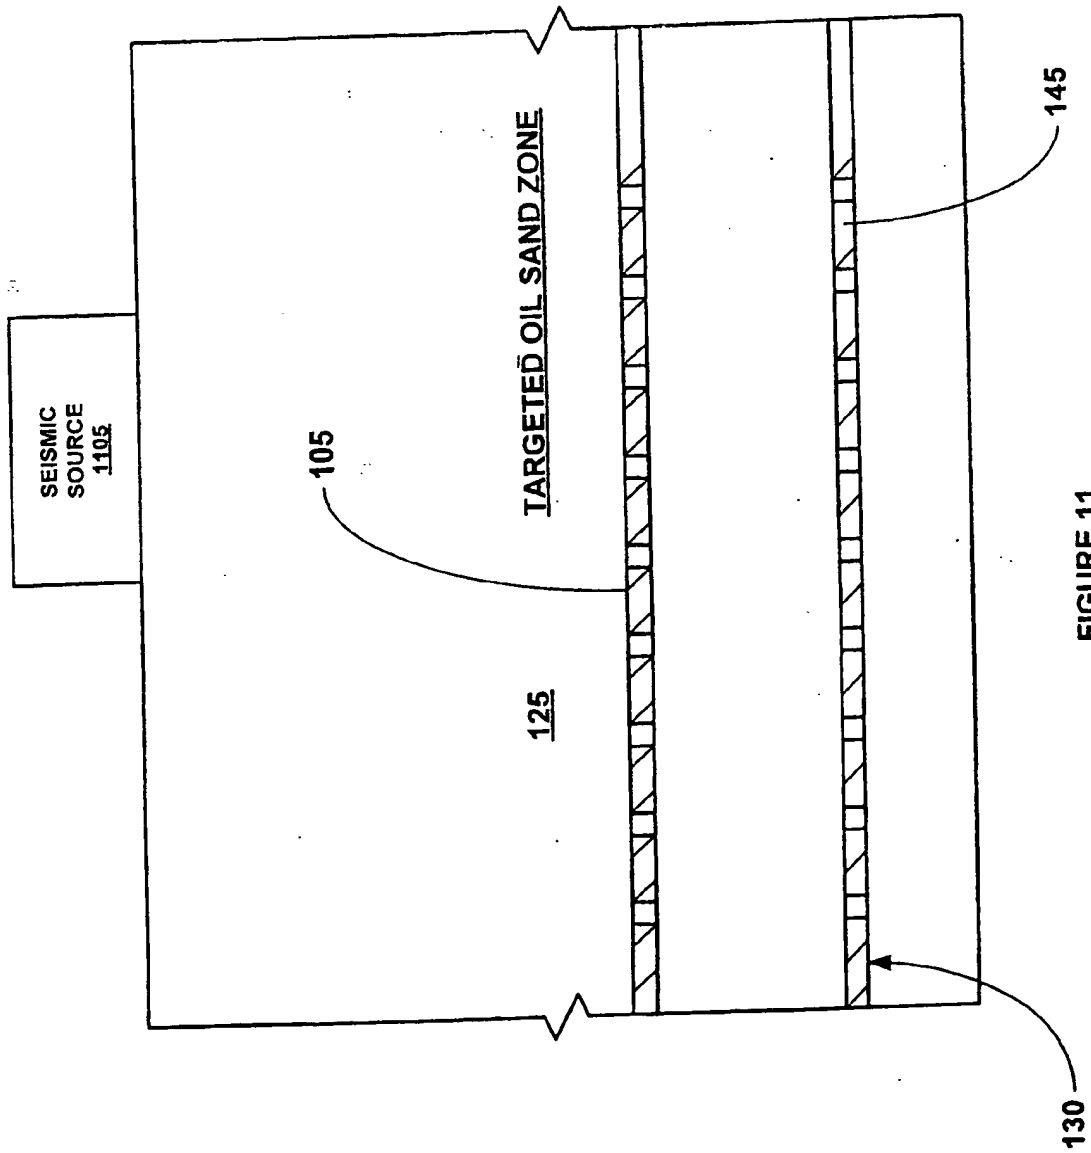 SEISMIC
SOURCE
1105
105
TARGETED OIL SAND ZONE
125
145
130
FIGURE 11